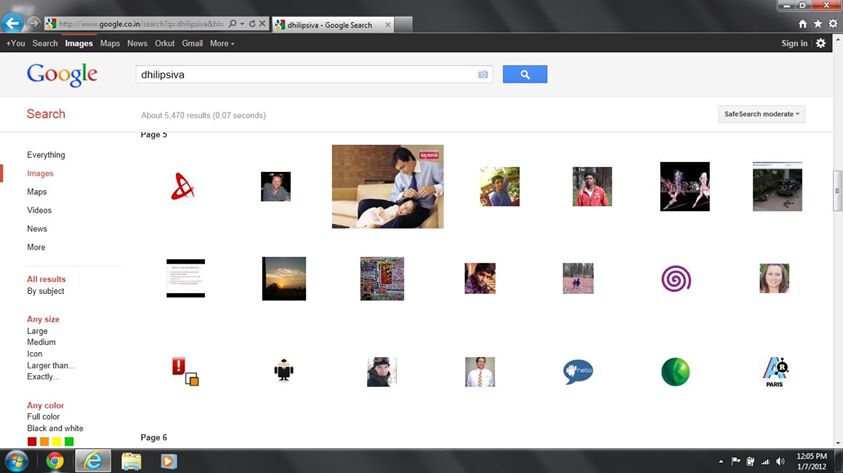 http://www.google.co.in/search?q=dhilipsiva&hl=
dhilipsiva - Google Search
+You Search Images Maps News Orkut Gmail More
Sign in
Google
dhilipsiva
Search
About 5,470 results (0.07 seconds)
SafeSearch moderate
Page 5
Everything
Images
Maps
Videos
News
More
All results
By subject
Any size
Large
Medium
Icon
Larger than...
Exactly...
Any color
Full color
Black and white
hello
PARIS
Page 6
12:05 PM
1/7/2012